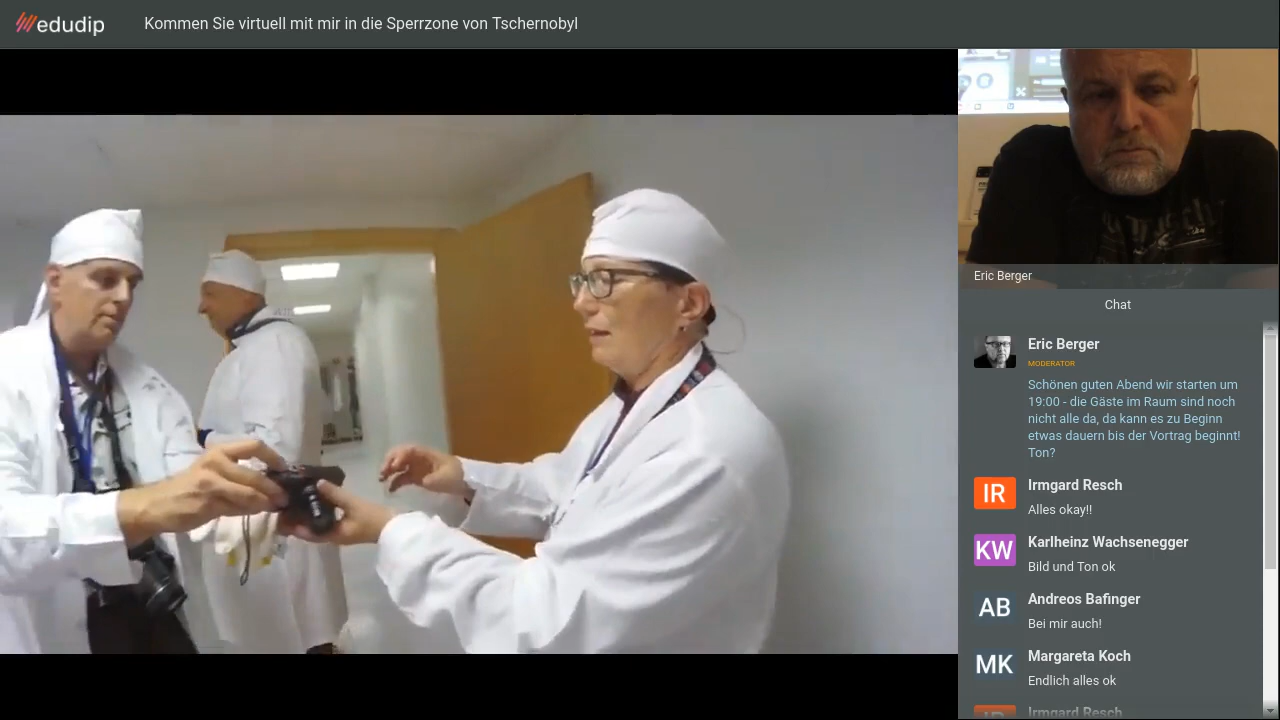 edudip
Kommen Sie virtuell mit mir in die Sperrzone von Tschernobyl
Eric Berger
Chat
Eric Berger
MODERATOR
Schönen guten Abend wir starten um
19:00 - die Gäste im Raum sind noch
nicht alle da, da kann es zu Beginn
etwas dauern bis der Vortrag beginnt!
Ton?
IR
Irmgard Resch
Alles okay!!
KW
Karlheinz Wachsenegger
Bild und Ton ok
AB
Andreos Bafinger
Bei mir auch!
MK
Margareta Koch
Endlich alles ok
IR
Irmgard Resch